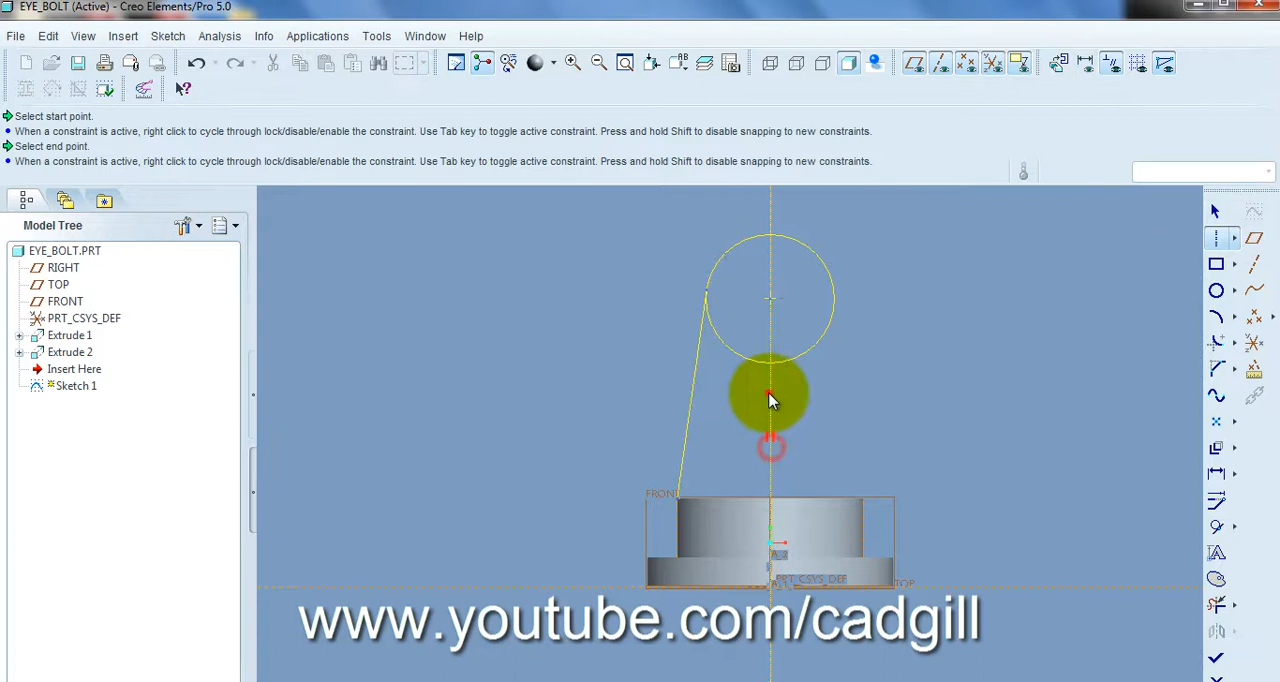 EYE_BOLT (Active) - Creo Elements/Pro 5.0
File Edit View Insert Sketch Analysis Info Applications Tools Window Help
Select start point.
When a constraint is active, right click to cycle through lock/disable/enable the constraint. Use Tab key to toggle active constraint. Press and hold Shift to disable snapping to new constraints.
Select end point.
When a constraint is active, right click to cycle through lock/disable/enable the constraint. Use Tab key to toggle active constraint. Press and hold Shift to disable snapping to new constraints.
Model Tree
EYE_BOLT.PRT
RIGHT
TOP
FRONT
PRT_CSYS_DEF
Extrude 1
Extrude 2
Insert Here
Sketch 1
FRONT
A_2
PRT_CSYS_DEF
TOP
www.youtube.com/cadgill